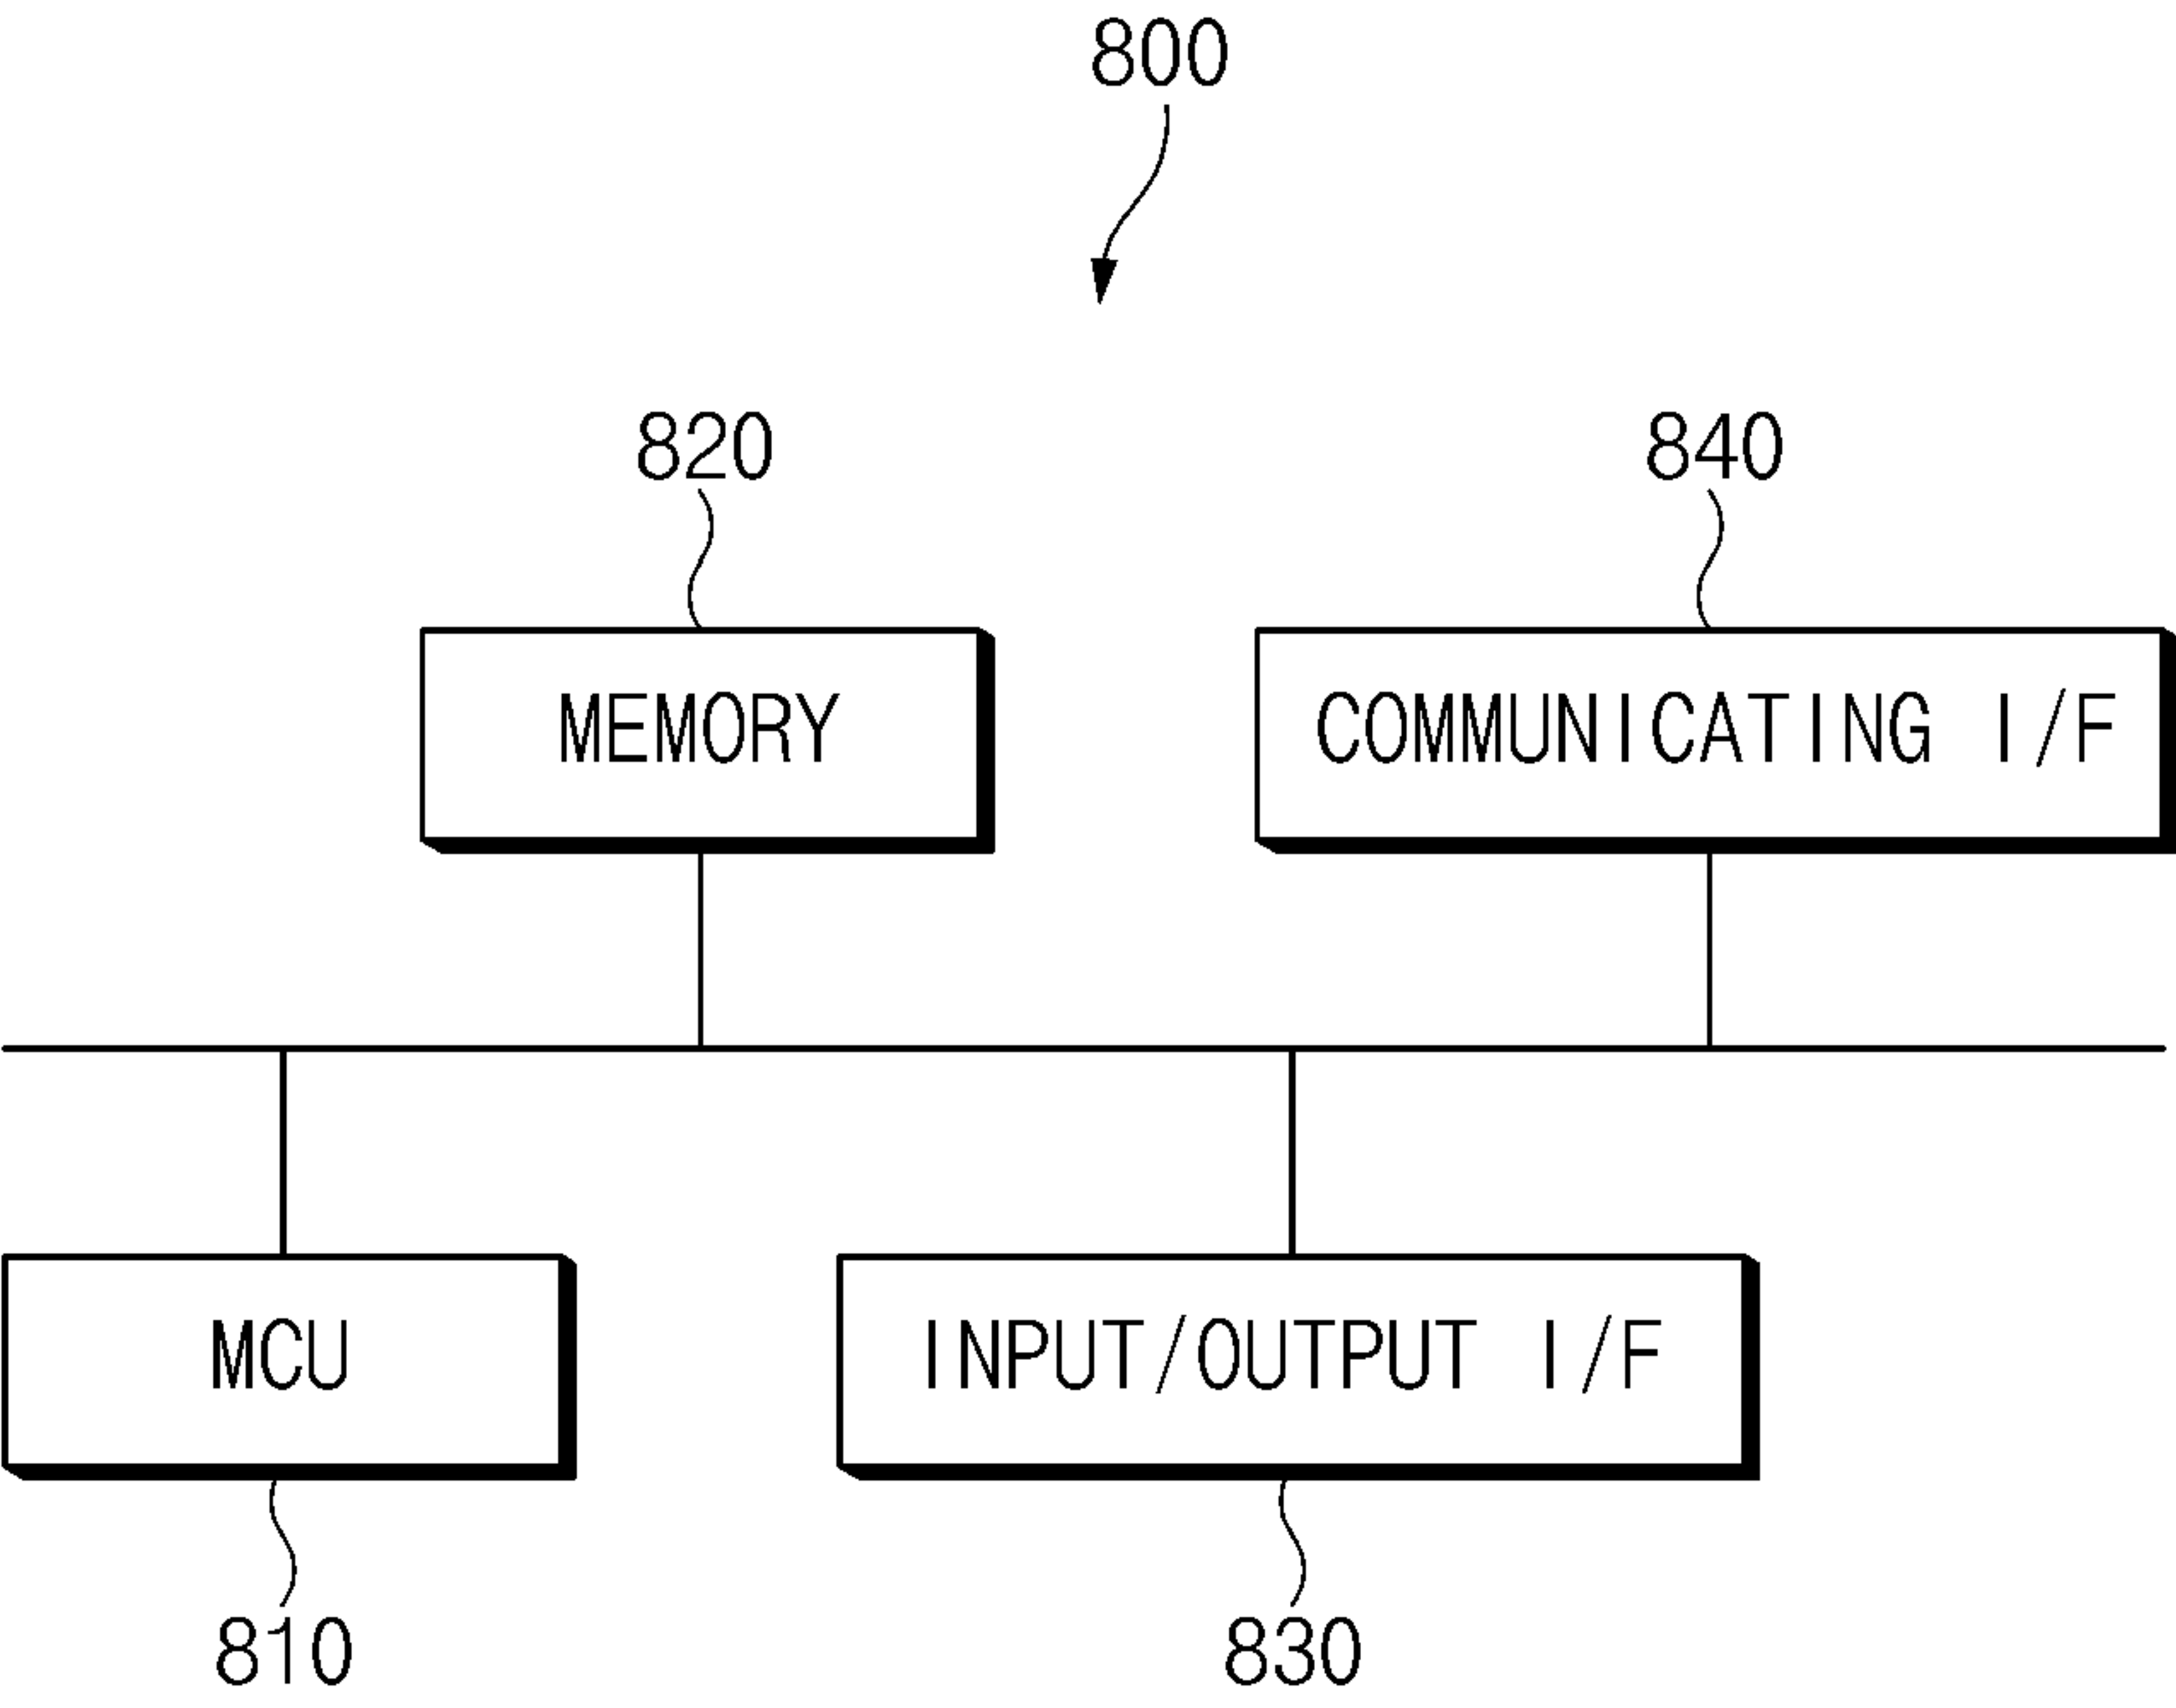 800
820
840
MEMORY
COMMUNICATING I/F
MCU
INPUT/OUTPUT I/F
810
830